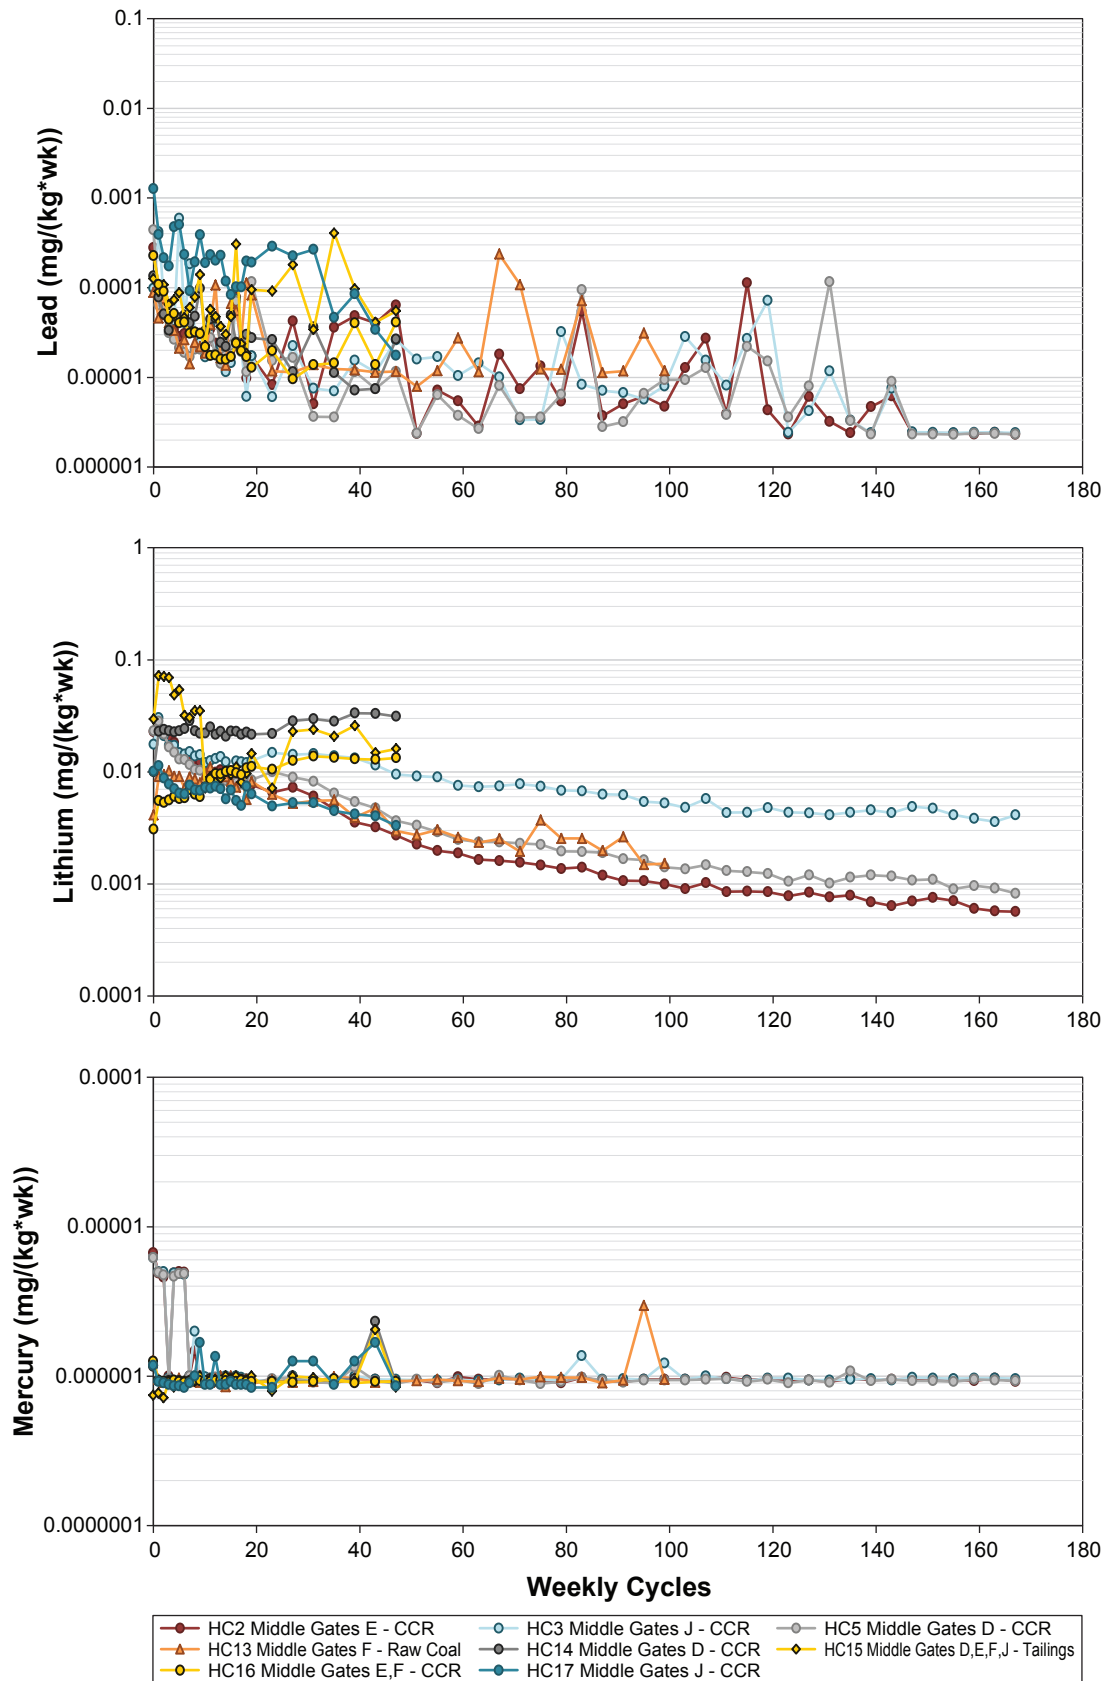 0.1
0.01
0.001
0.0001
0.00001
0.000001
Lead (mg/(kg*wk))
0 20 40 60 80 100 120 140 160 180
1
0.1
0.01
0.001
0.0001
Lithium (mg/(kg*wk))
0 20 40 60 80 100 120 140 160 180
0.0001
0.00001
0.000001
0.0000001
Mercury (mg/(kg*wk))
0 20 40 60 80 100 120 140 160 180
Weekly Cycles
HC2 Middle Gates E - CCR HC3 Middle Gates J - CCR HC5 Middle Gates D - CCR
HC13 Middle Gates F - Raw Coal HC14 Middle Gates D - CCR HC15 Middle Gates D,E,F,J - Tailings
HC16 Middle Gates E,F - CCR HC17 Middle Gates J - CCR